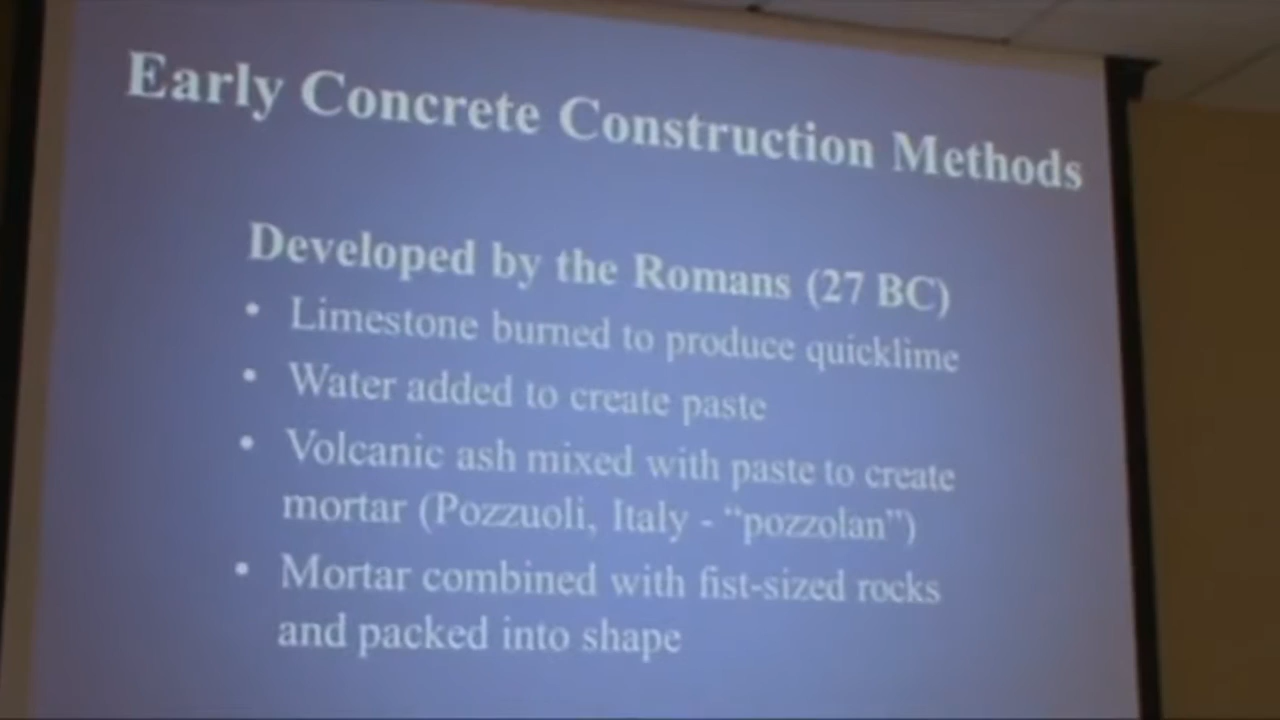 Early Concrete Construction Methods
Developed by the Romans (27 BC)
• Limestone burned to produce quicklime
• Water added to create paste
• Volcanic ash mixed with paste to create
mortar (Pozzuoli, Italy - “pozzolan”)
• Mortar combined with fist-sized rocks
and packed into shape